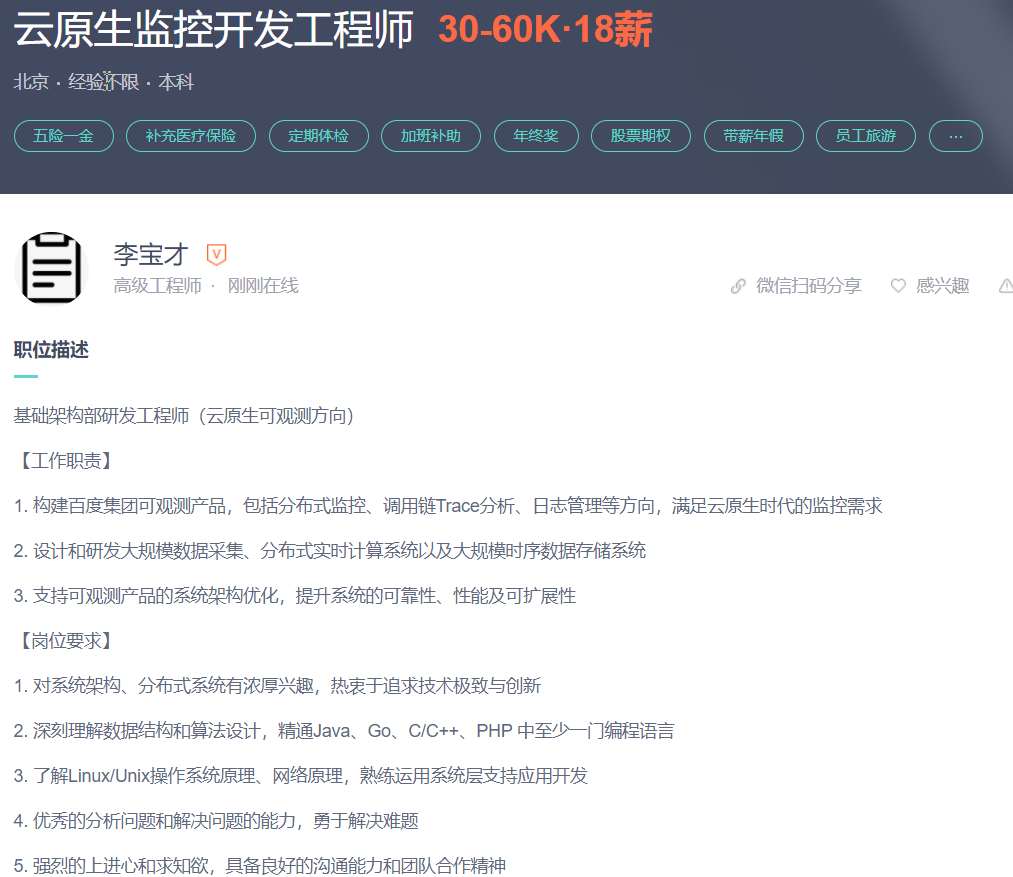 云原生监控开发工程师 30-60K·18薪
北京 · 经验不限 · 本科
五险一金 补充医疗保险 定期体检 加班补助 年终奖 股票期权 带薪年假 员工旅游 ...
李宝才 V
高级工程师 · 刚刚在线 微信扫码分享 感兴趣
职位描述
基础架构部研发工程师（云原生可观测方向）
【工作职责】
1. 构建百度集团可观测产品，包括分布式监控、调用链Trace分析、日志管理等方向，满足云原生时代的监控需求
2. 设计和研发大规模数据采集、分布式实时计算系统以及大规模时序数据存储系统
3. 支持可观测产品的系统架构优化，提升系统的可靠性、性能及可扩展性
【岗位要求】
1. 对系统架构、分布式系统有浓厚兴趣，热衷于追求技术极致与创新
2. 深刻理解数据结构和算法设计，精通Java、Go、C/C++、PHP 中至少一门编程语言
3. 了解Linux/Unix操作系统原理、网络原理，熟练运用系统层支持应用开发
4. 优秀的分析问题和解决问题的能力，勇于解决难题
5. 强烈的上进心和求知欲，具备良好的沟通能力和团队合作精神